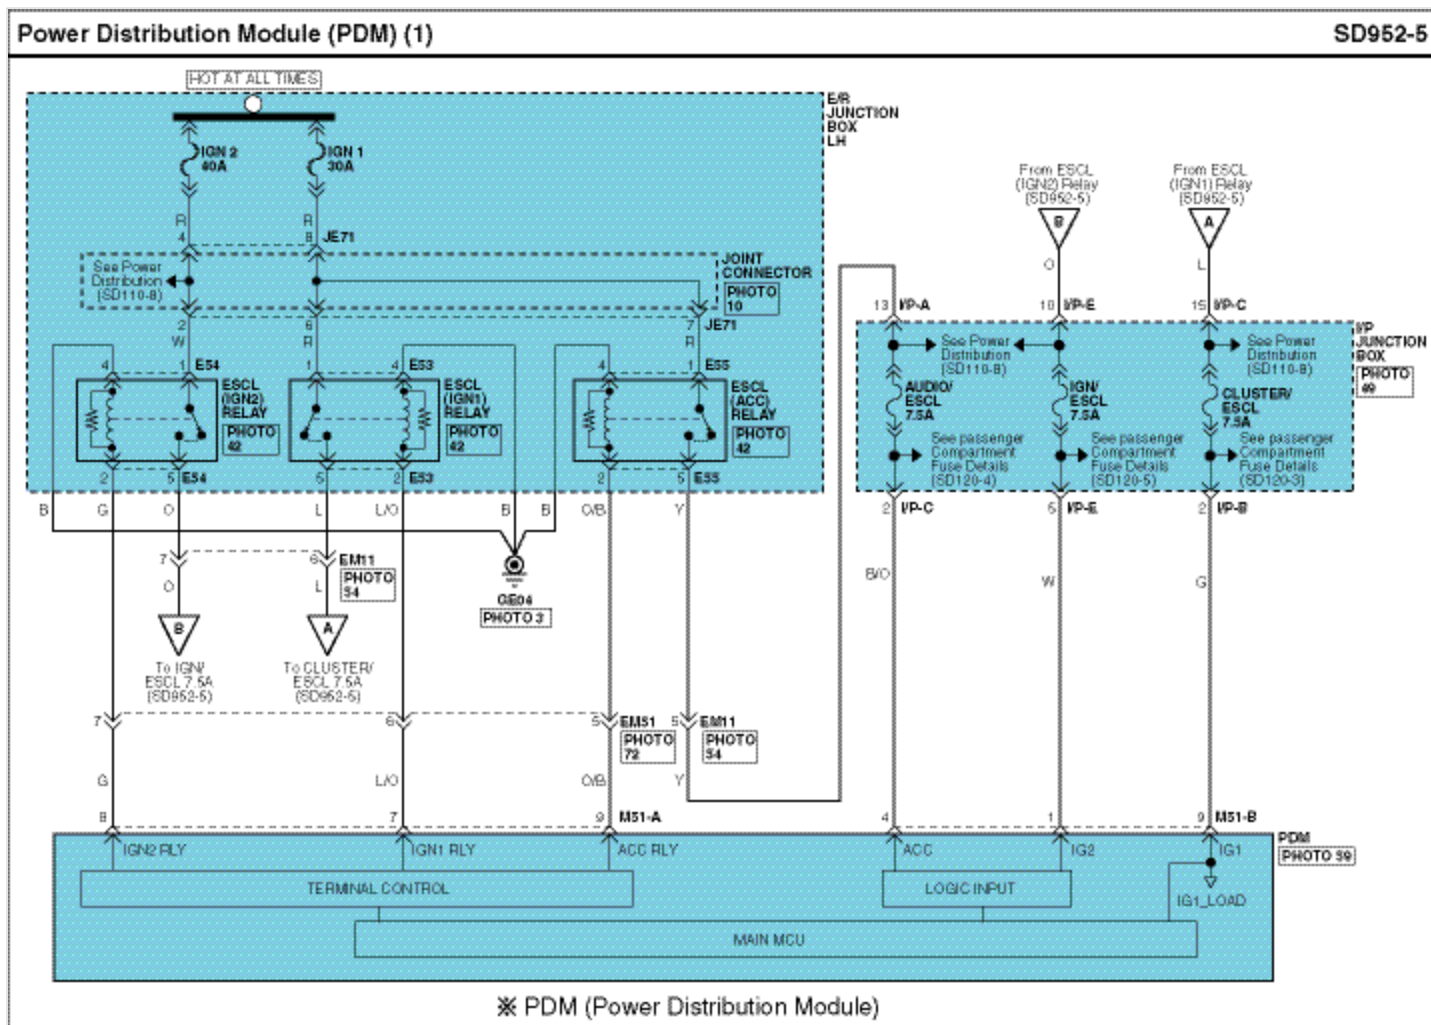 Power Distribution Module (PDM) (1)
SD952-5
HOT AT ALL TIMES
E/R
JUNCTION
BOX
LH
IGN 2
40A
IGN 1
30A
R
R
4
8
JE71
See Power
Distribution
(SD110-8)
JOINT
CONNECTOR
PHOTO
10
2
6
7
JE71
W
R
R
4
1
E54
1
4
E53
4
1
E55
ESCL
(IGN2)
RELAY
PHOTO
42
ESCL
(IGN1)
RELAY
PHOTO
42
ESCL
(ACC)
RELAY
PHOTO
42
2
5
E54
5
2
E53
2
5
E55
B
G
O
L
L/O
B
B
O/B
Y
7
6
EM11
PHOTO
54
O
L
B
A
To IGN/
ESCL 7.5A
(SD952-5)
To CLUSTER/
ESCL 7.5A
(SD952-5)
GE04
PHOTO 3
From ESCL
(IGN2) Relay
(SD952-5)
From ESCL
(IGN1) Relay
(SD952-5)
B
A
O
L
13
I/P-A
10
I/P-E
15
I/P-C
I/P
JUNCTION
BOX
PHOTO
49
See Power
Distribution
(SD110-8)
See Power
Distribution
(SD110-8)
AUDIO/
ESCL
7.5A
IGN/
ESCL
7.5A
CLUSTER/
ESCL
7.5A
See passenger
Compartment
Fuse Details
(SD120-4)
See passenger
Compartment
Fuse Details
(SD120-5)
See passenger
Compartment
Fuse Details
(SD120-3)
2
I/P-C
6
I/P-E
2
I/P-B
B/O
W
G
7
6
5
EM51
PHOTO
72
5
EM11
PHOTO
54
G
L/O
O/B
Y
8
7
9
M51-A
4
1
9
M51-B
PDM
PHOTO 59
IGN2 RLY
IGN1 RLY
ACC RLY
ACC
IG2
IG1
TERMINAL CONTROL
LOGIC INPUT
IG1_LOAD
MAIN MCU
※ PDM (Power Distribution Module)